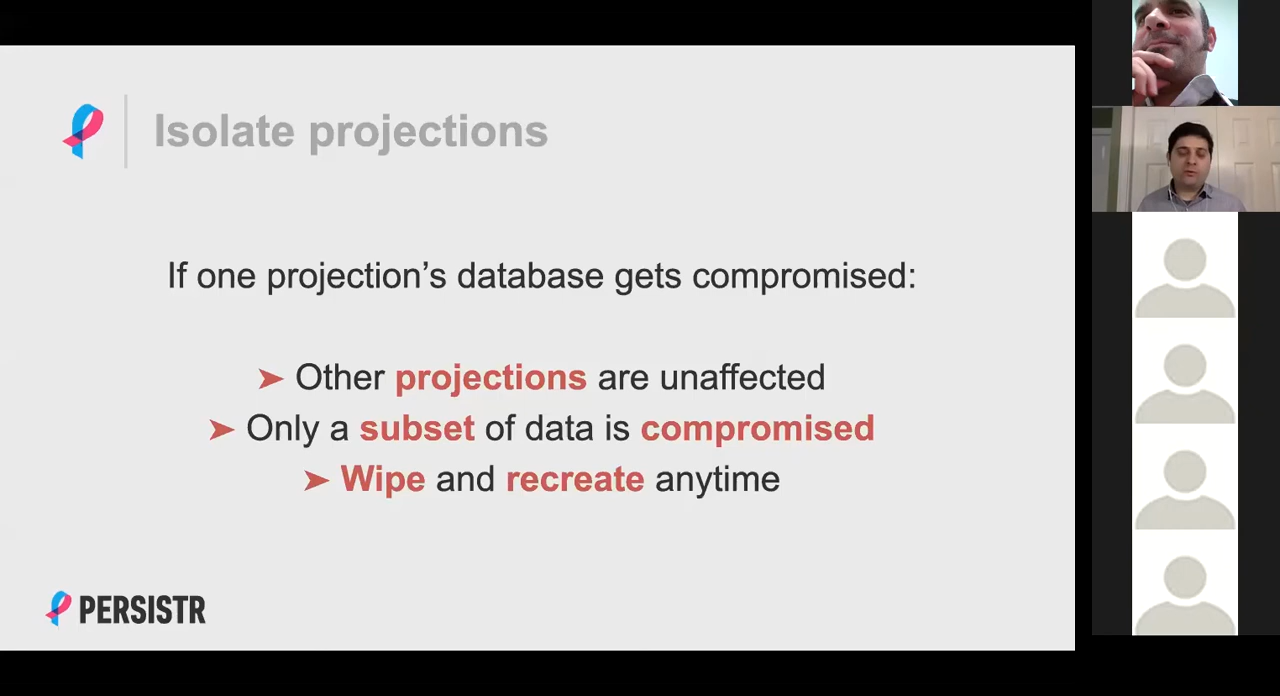 Isolate projections
If one projection’s database gets compromised:
➤ Other projections are unaffected
➤ Only a subset of data is compromised
➤ Wipe and recreate anytime
PERSISTR